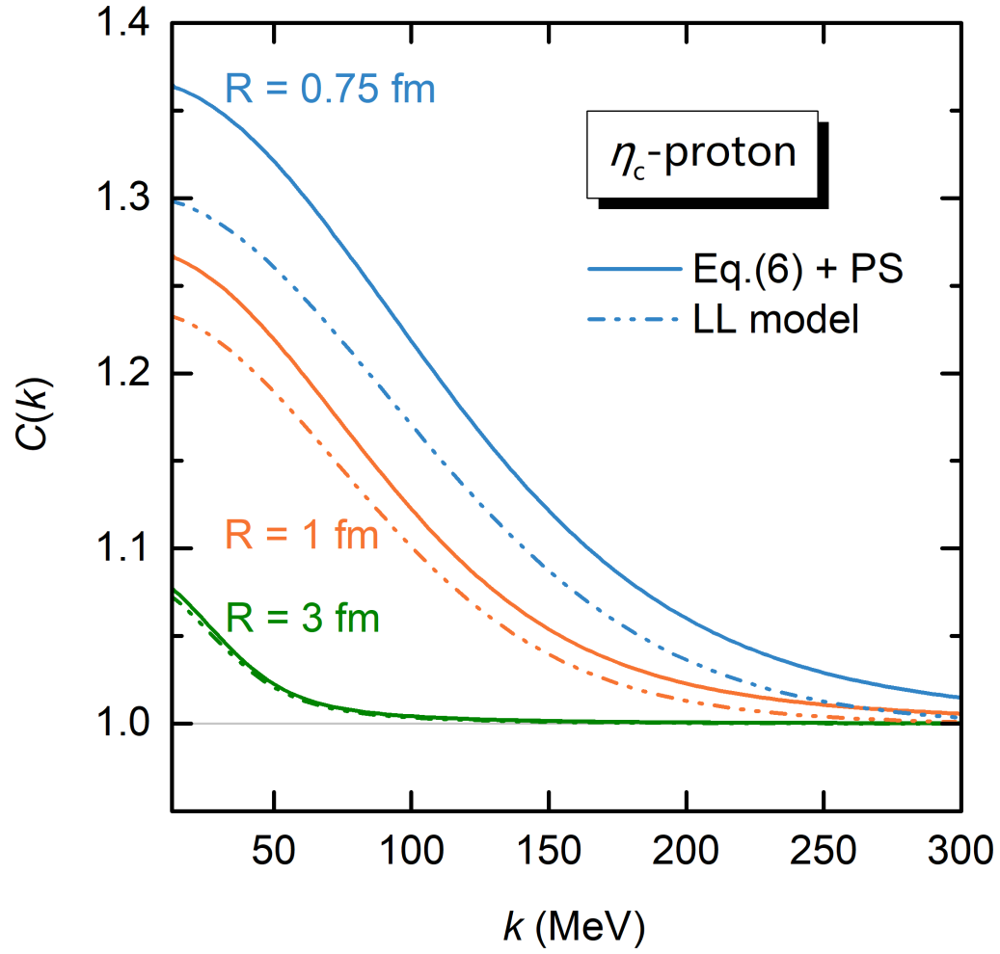 1.4
1.3
1.2
1.1
1.0
C(k)
R = 0.75 fm
R = 1 fm
R = 3 fm
ηc-proton
Eq.(6) + PS
LL model
50 100 150 200 250 300
k (MeV)